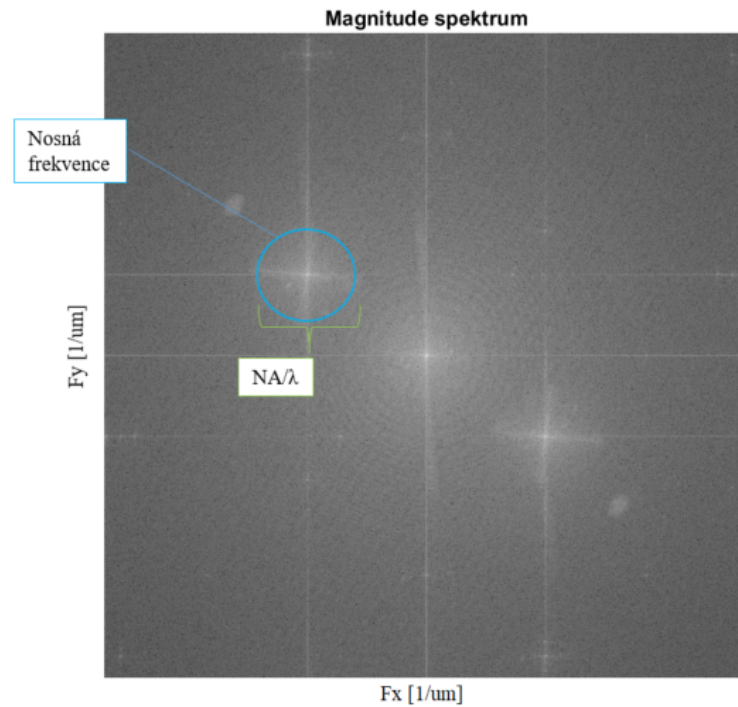 Magnitude spektrum
Nosná
frekvence
NA/λ
Fy [1/um]
Fx [1/um]